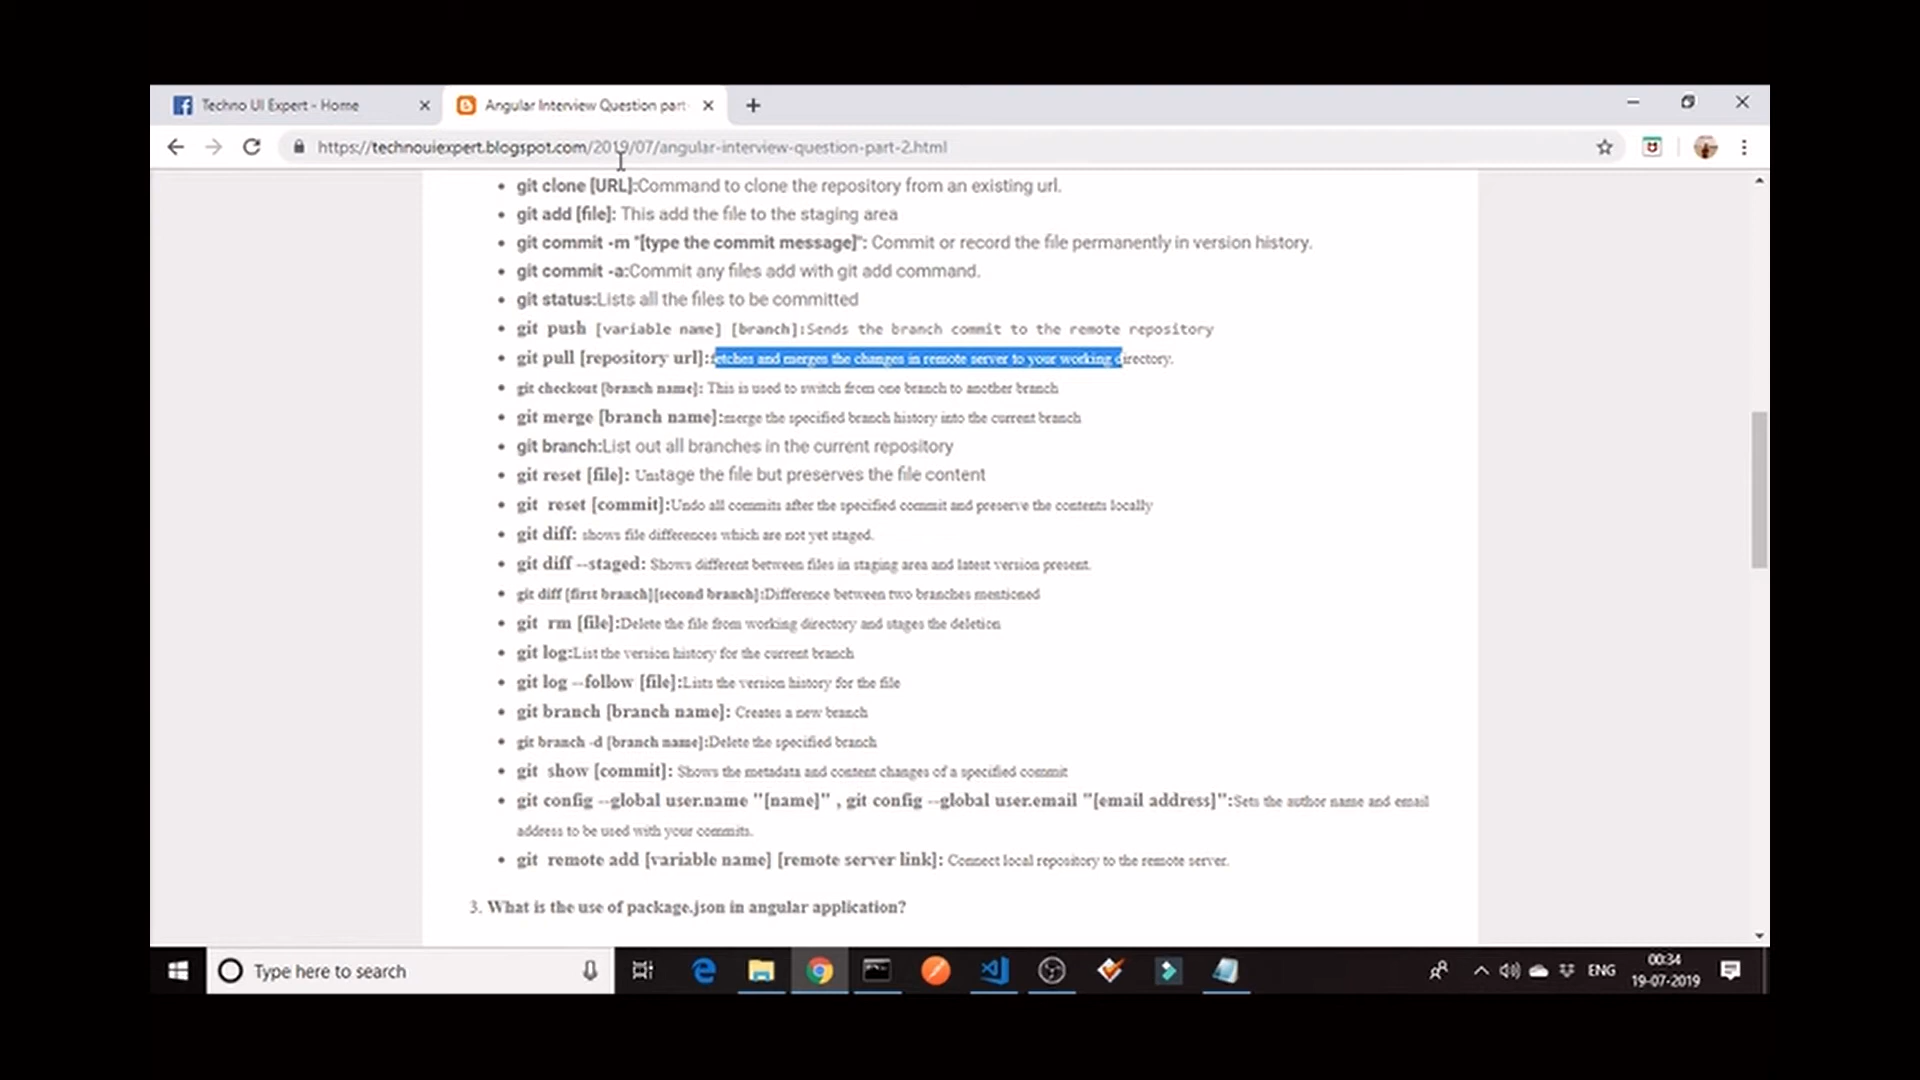 Techno UI Expert - Home
Angular Interview Question part
https://technouiexpert.blogspot.com/2019/07/angular-interview-question-part-2.html
• git clone [URL]:Command to clone the repository from an existing url.
• git add [file]: This add the file to the staging area
• git commit -m "[type the commit message]": Commit or record the file permanently in version history.
• git commit -a:Commit any files add with git add command.
• git status:Lists all the files to be committed
• git push [variable name] [branch]:Sends the branch commit to the remote repository
• git pull [repository url]:fetches and merges the changes in remote server to your working directory.
• git checkout [branch name]: This is used to switch from one branch to another branch
• git merge [branch name]:merge the specified branch history into the current branch
• git branch:List out all branches in the current repository
• git reset [file]: Unstage the file but preserves the file content
• git reset [commit]:Undo all commits after the specified commit and preserve the contents locally
• git diff: shows file differences which are not yet staged.
• git diff --staged: Shows different between files in staging area and latest version present.
• git diff [first branch][second branch]:Difference between two branches mentioned
• git rm [file]:Delete the file from working directory and stages the deletion
• git log:List the version history for the current branch
• git log --follow [file]:Lists the version history for the file
• git branch [branch name]: Creates a new branch
• git branch -d [branch name]:Delete the specified branch
• git show [commit]: Shows the metadata and content changes of a specified commit
• git config --global user.name "[name]" , git config --global user.email "[email address]":Sets the author name and email
address to be used with your commits.
• git remote add [variable name] [remote server link]: Connect local repository to the remote server.
3. What is the use of package.json in angular application?
Type here to search
ENG
00:34
19-07-2019